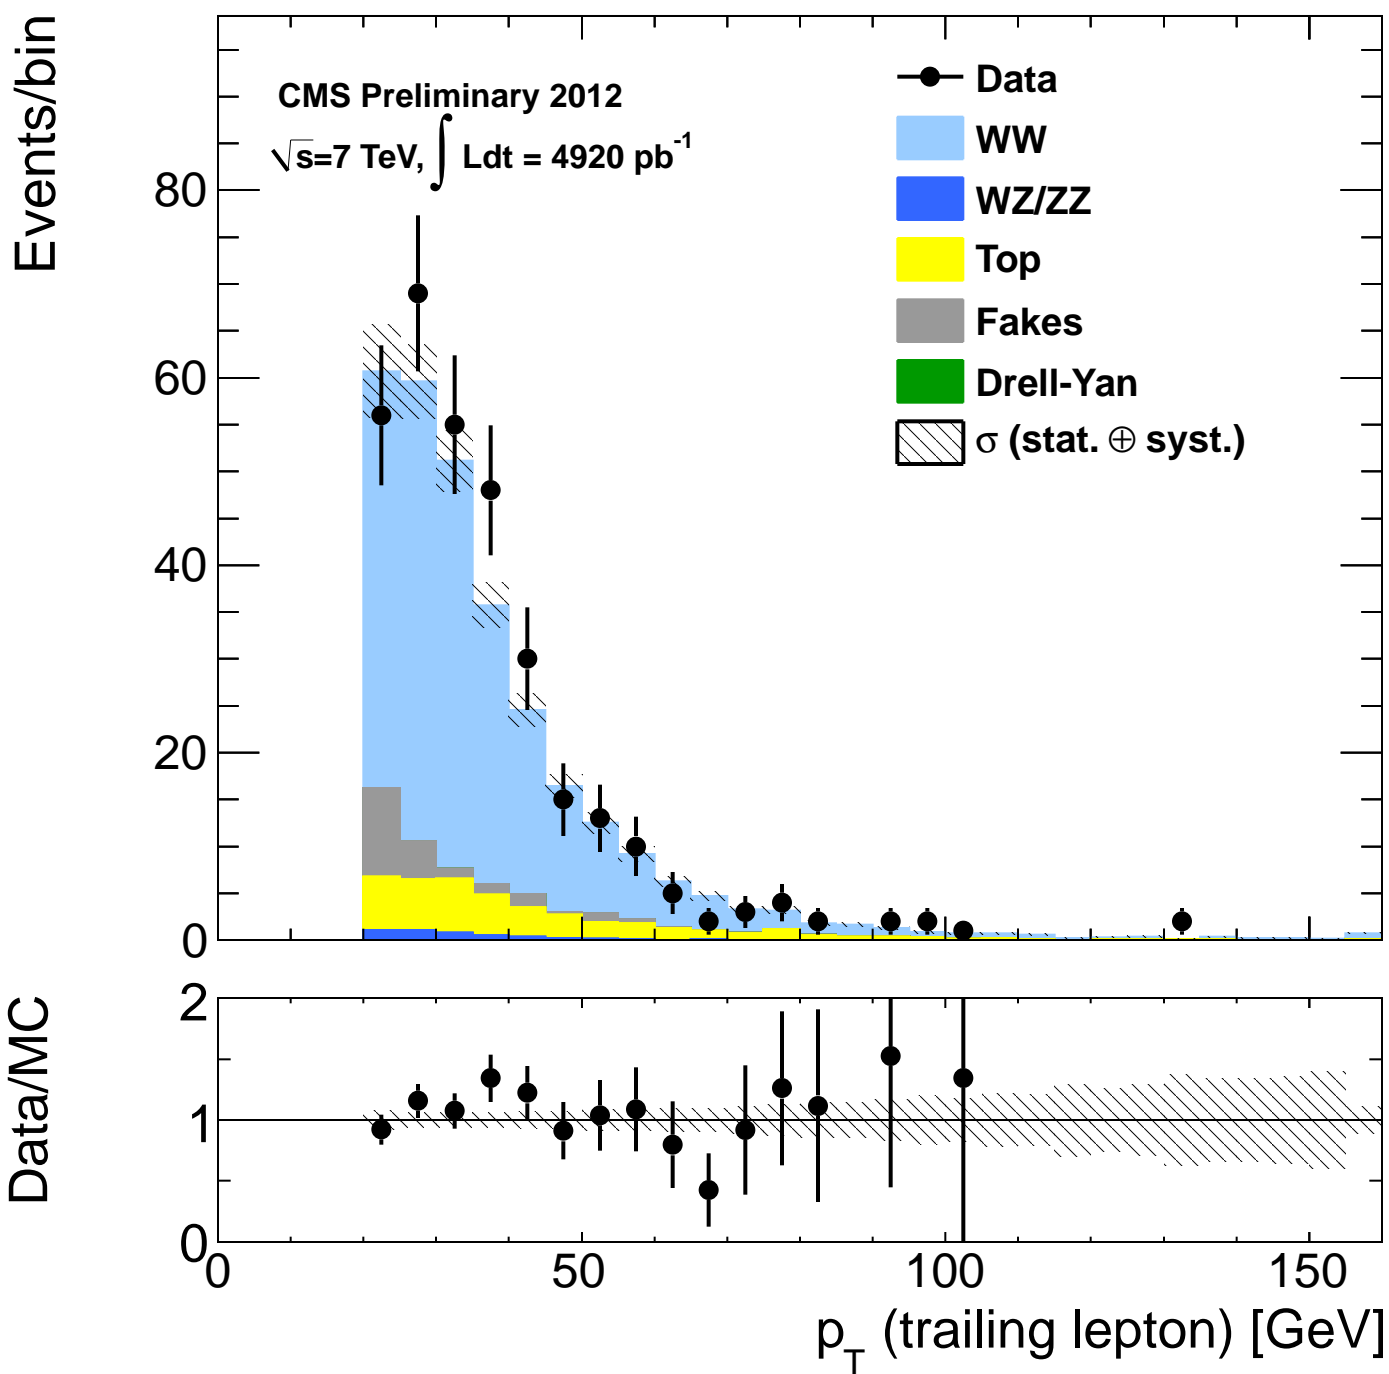 Events/bin
CMS Preliminary 2012
√s=7 TeV, ∫ Ldt = 4920 pb⁻¹
Data
WW
WZ/ZZ
Top
Fakes
Drell-Yan
σ (stat. ⊕ syst.)
80
60
40
20
0
Data/MC
2
1
0
0 50 100 150
p_T (trailing lepton) [GeV]